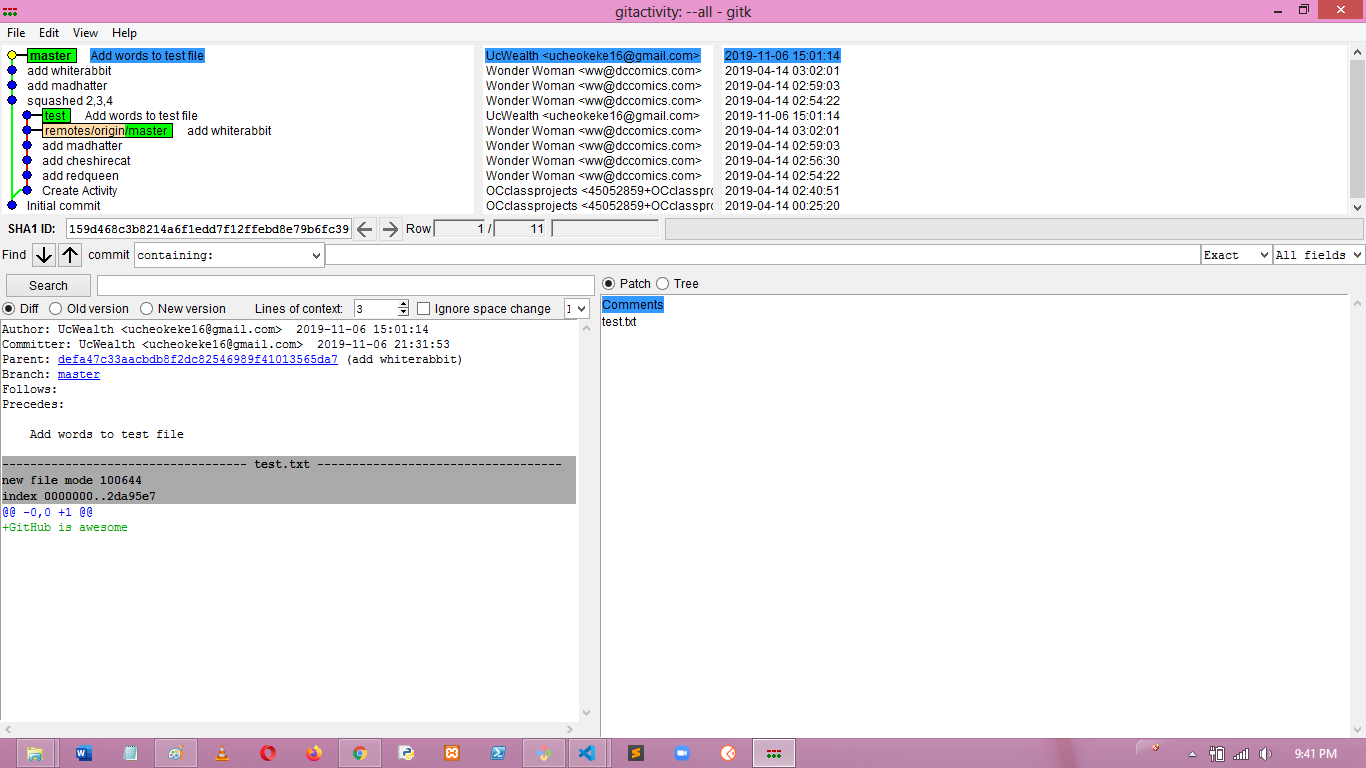 gitactivity: --all - gitk
File Edit View Help
master Add words to test file UcWealth <ucheokeke16@gmail.com> 2019-11-06 15:01:14
add whiterabbit Wonder Woman <ww@dccomics.com> 2019-04-14 03:02:01
add madhatter Wonder Woman <ww@dccomics.com> 2019-04-14 02:59:03
squashed 2,3,4 Wonder Woman <ww@dccomics.com> 2019-04-14 02:54:22
test Add words to test file UcWealth <ucheokeke16@gmail.com> 2019-11-06 15:01:14
remotes/origin/master add whiterabbit Wonder Woman <ww@dccomics.com> 2019-04-14 03:02:01
add madhatter Wonder Woman <ww@dccomics.com> 2019-04-14 02:59:03
add cheshirecat Wonder Woman <ww@dccomics.com> 2019-04-14 02:56:30
add redqueen Wonder Woman <ww@dccomics.com> 2019-04-14 02:54:22
Create Activity OCclassprojects <45052859+OCclasspro 2019-04-14 02:40:51
Initial commit OCclassprojects <45052859+OCclasspro 2019-04-14 00:25:20
SHA1 ID: 159d468c3b8214a6f1edd7f12ffebd8e79b6fc39 Row 1 / 11
Find commit containing: Exact All fields
Search
Patch Tree
Diff Old version New version Lines of context: 3 Ignore space change
Comments
test.txt
Author: UcWealth <ucheokeke16@gmail.com> 2019-11-06 15:01:14
Committer: UcWealth <ucheokeke16@gmail.com> 2019-11-06 21:31:53
Parent: defa47c33aacbdb8f2dc82546989f41013565da7 (add whiterabbit)
Branch: master
Follows:
Precedes:
Add words to test file
----------------------------------- test.txt -----------------------------------
new file mode 100644
index 0000000..2da95e7
@@ -0,0 +1 @@
+GitHub is awesome
9:41 PM